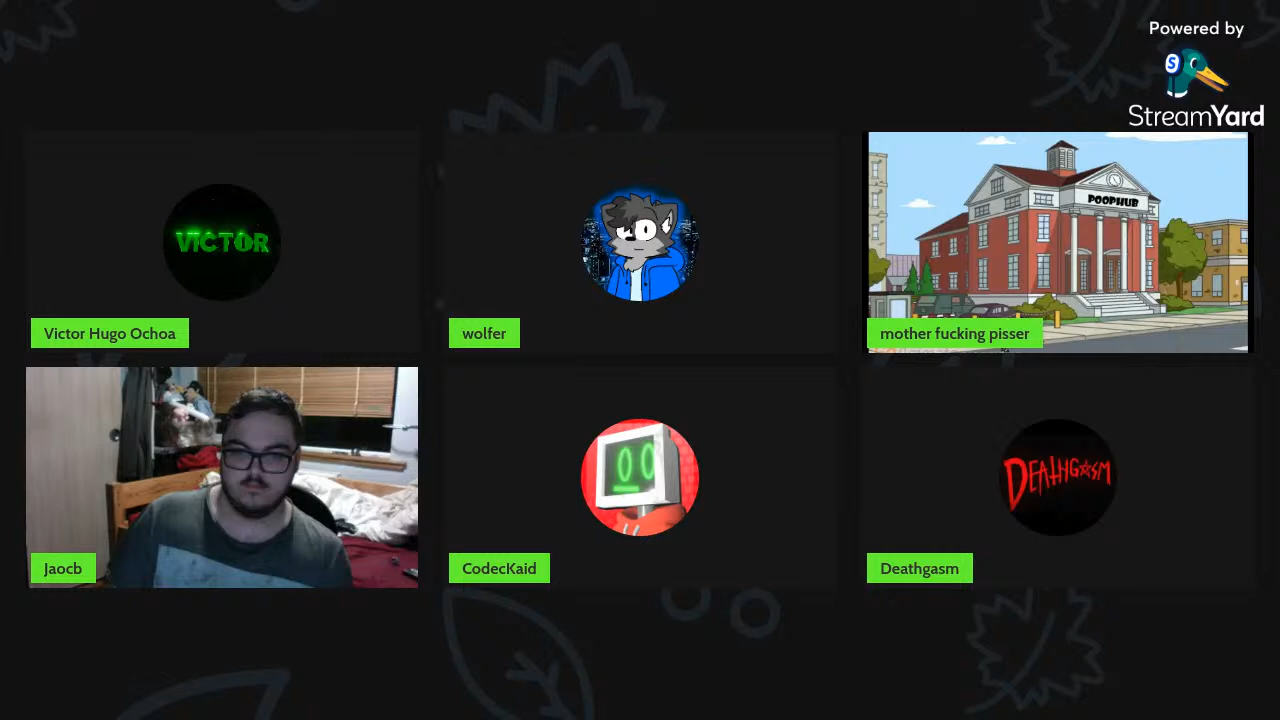 Powered by
StreamYard
VICTOR
Victor Hugo Ochoa
wolfer
POOPHUB
mother fucking pisser
Jaocb
CodecKaid
DEATHGASM
Deathgasm